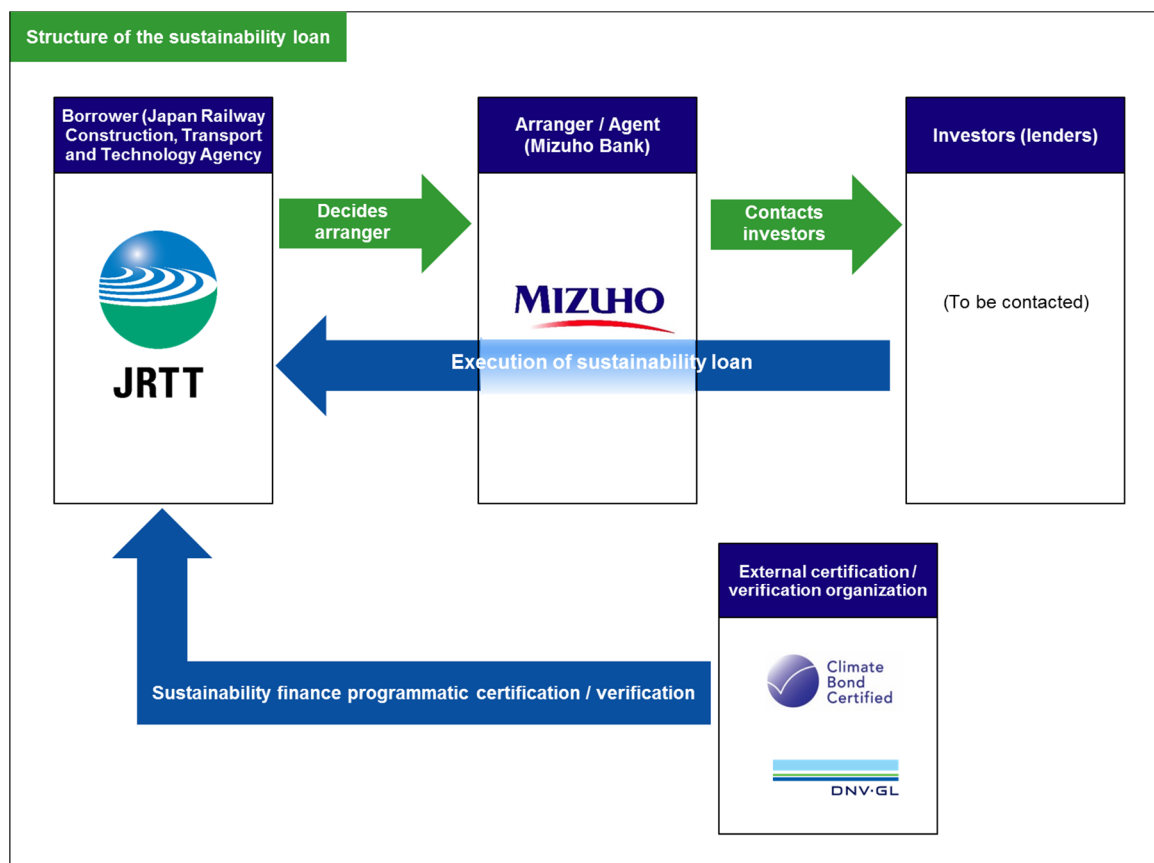 Structure of the sustainability loan
Borrower (Japan Railway
Construction, Transport
and Technology Agency
JRTT
Decides
arranger
Arranger / Agent
(Mizuho Bank)
MIZUHO
Contacts
investors
Investors (lenders)
(To be contacted)
Execution of sustainability loan
Sustainability finance programmatic certification / verification
External certification /
verification organization
Climate
Bond
Certified
DNV·GL